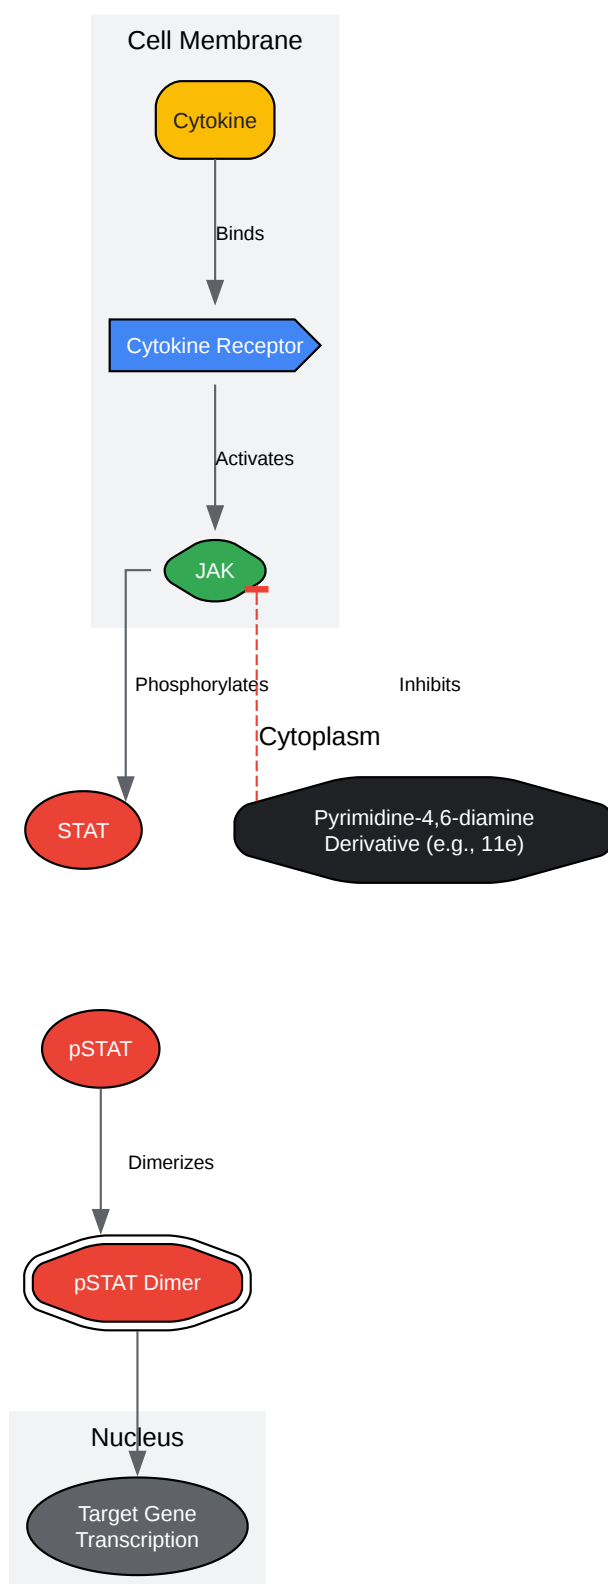 Cell Membrane
Cytokine
Binds
Cytokine Receptor
Activates
JAK
Phosphorylates
Inhibits
Cytoplasm
STAT
Pyrimidine-4,6-diamine
Derivative (e.g., 11e)
pSTAT
Dimerizes
pSTAT Dimer
Nucleus
Target Gene
Transcription